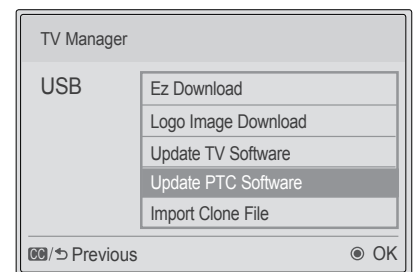 TV Manager
USB
Ez Download
Logo Image Download
Update TV Software
Update PTC Software
Import Clone File
CC/⮌ Previous
◉ OK